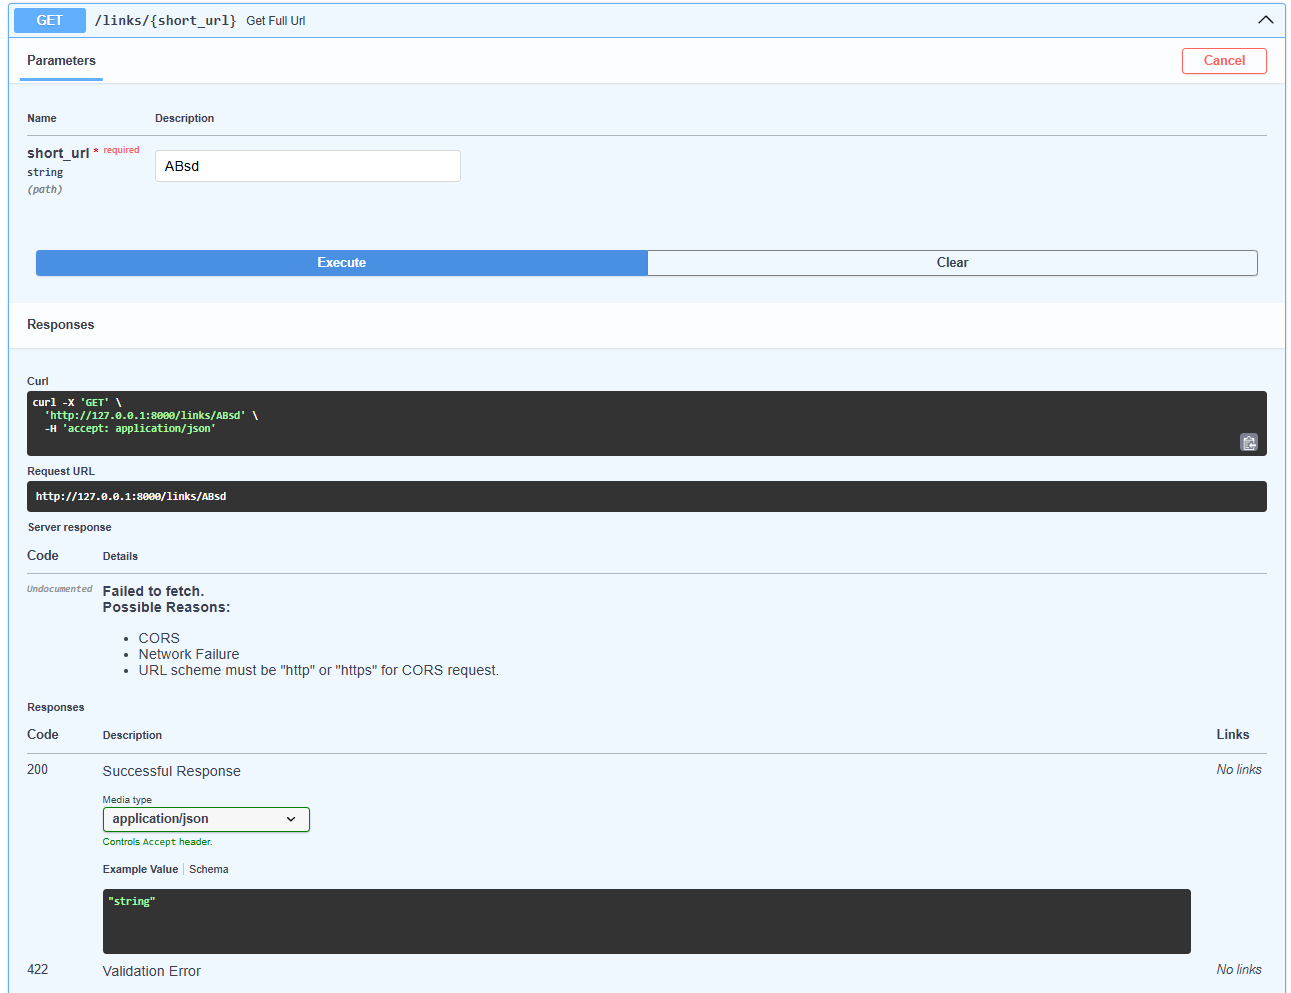 GET /links/{short_url} Get Full Url
Parameters
Cancel
Name Description
short_url * required
string
(path)
ABsd
Execute Clear
Responses
Curl
curl -X 'GET' \
'http://127.0.0.1:8000/links/ABsd' \
-H 'accept: application/json'
Request URL
http://127.0.0.1:8000/links/ABsd
Server response
Code Details
Undocumented Failed to fetch.
Possible Reasons:
• CORS
• Network Failure
• URL scheme must be "http" or "https" for CORS request.
Responses
Code Description Links
200 Successful Response No links
Media type
application/json
Controls Accept header.
Example Value Schema
"string"
422 Validation Error No links